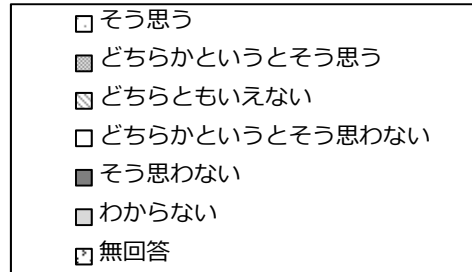 そう思う
どちらかというとそう思う
どちらともいえない
どちらかというとそう思わない
そう思わない
わからない
無回答